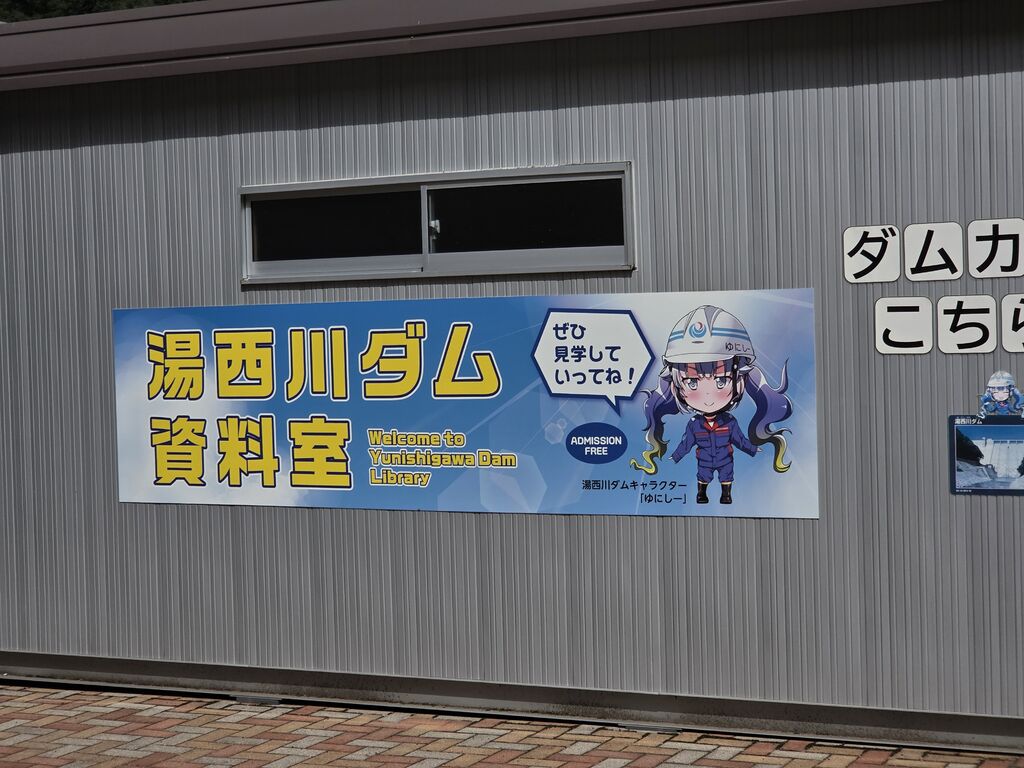 湯西川ダム
資料室
Welcome to
Yunishigawa Dam
Library
ぜひ
見学して
いってね!
ADMISSION
FREE
ゆにしー
湯西川ダムキャラクター
「ゆにしー」
ダムカ
こちら
湯西川ダム